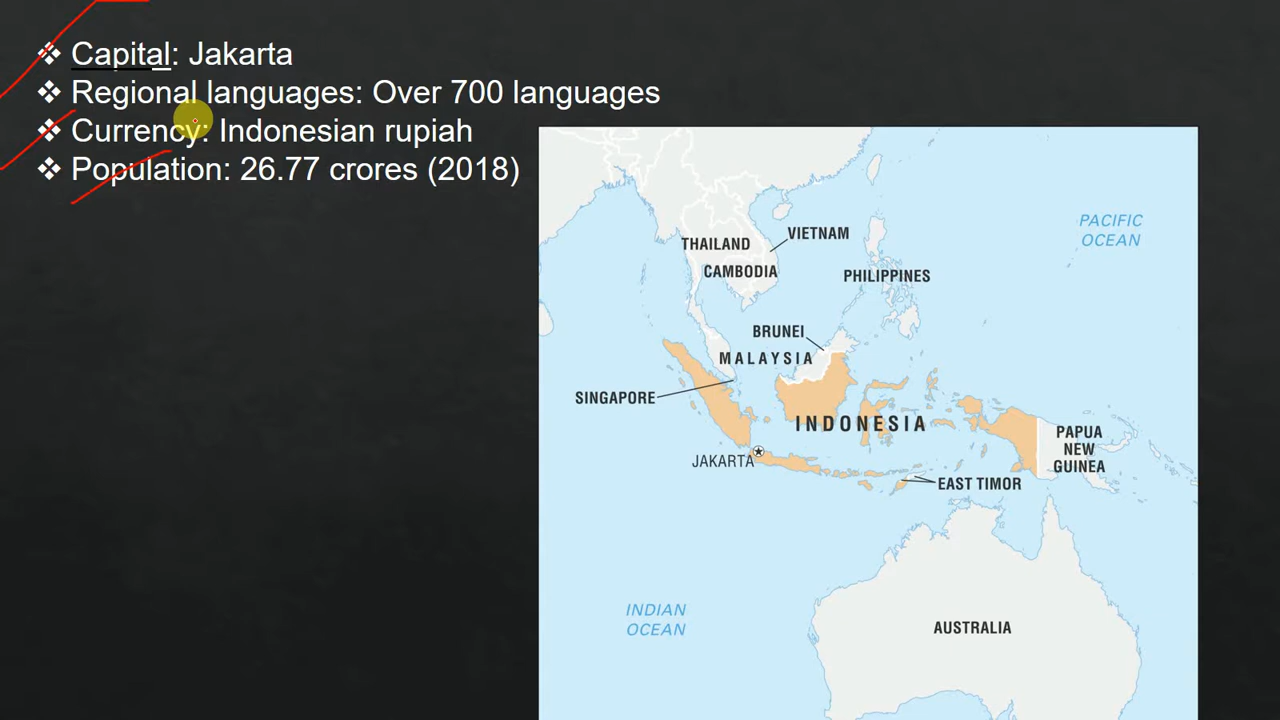 ❖ Capital: Jakarta
❖ Regional languages: Over 700 languages
❖ Currency: Indonesian rupiah
❖ Population: 26.77 crores (2018)
PACIFIC
OCEAN
VIETNAM
THAILAND
CAMBODIA
PHILIPPINES
BRUNEI
MALAYSIA
SINGAPORE
INDONESIA
PAPUA
NEW
GUINEA
JAKARTA
EAST TIMOR
INDIAN
OCEAN
AUSTRALIA